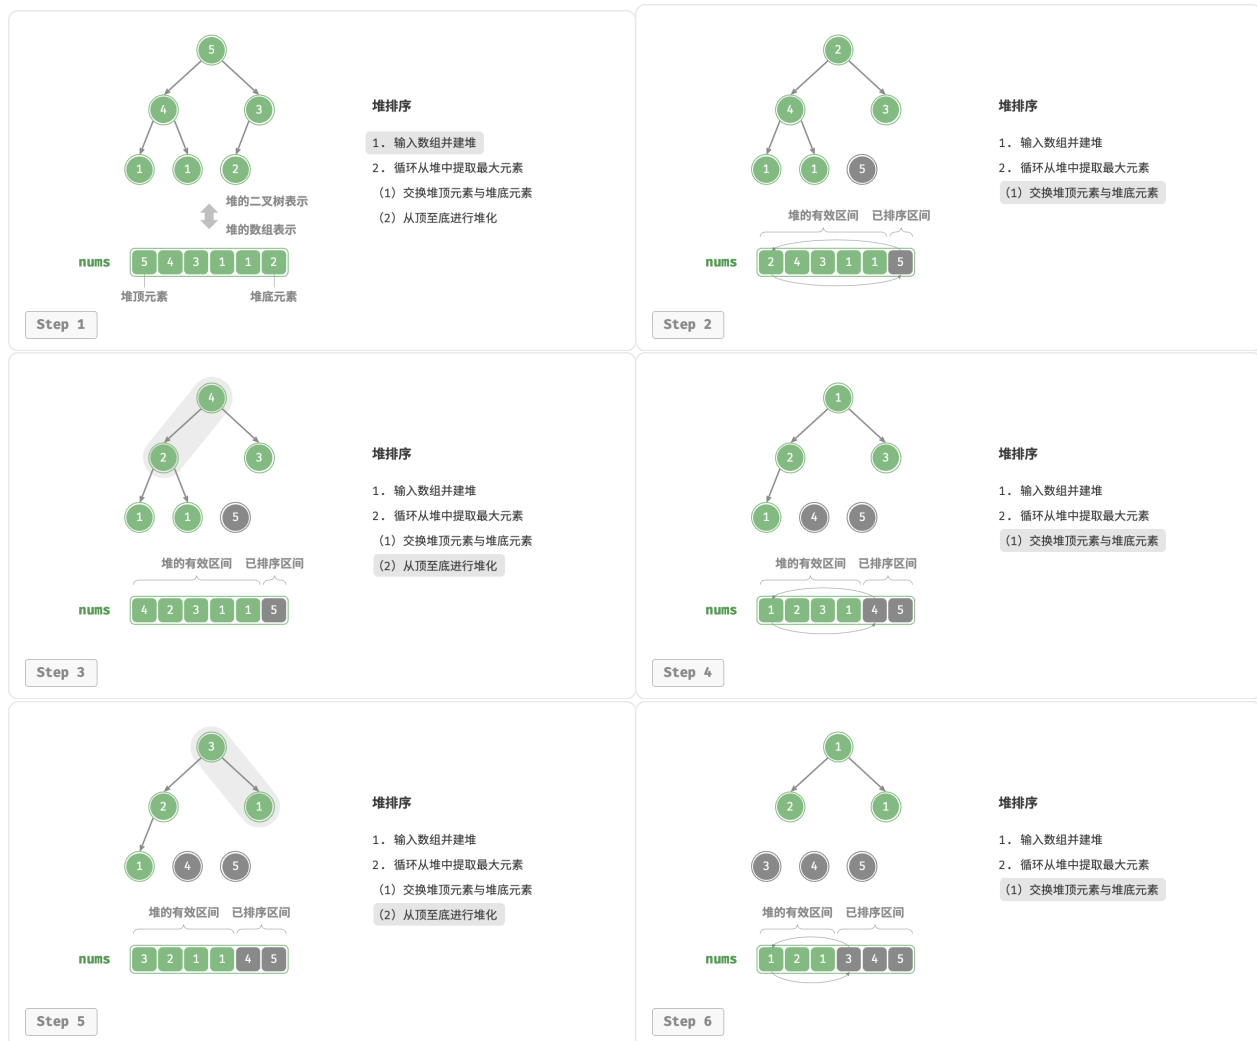 5
4
3
1
1
2
堆的二叉树表示
堆的数组表示
nums
5 4 3 1 1 2
堆顶元素
堆底元素
堆排序
1. 输入数组并建堆
2. 循环从堆中提取最大元素
（1）交换堆顶元素与堆底元素
（2）从顶至底进行堆化
Step 1
2
4
3
1
1
5
堆的有效区间
已排序区间
nums
2 4 3 1 1 5
堆排序
1. 输入数组并建堆
2. 循环从堆中提取最大元素
（1）交换堆顶元素与堆底元素
Step 2
4
2
3
1
1
5
堆的有效区间
已排序区间
nums
4 2 3 1 1 5
堆排序
1. 输入数组并建堆
2. 循环从堆中提取最大元素
（1）交换堆顶元素与堆底元素
（2）从顶至底进行堆化
Step 3
1
2
3
1
4
5
堆的有效区间
已排序区间
nums
1 2 3 1 4 5
堆排序
1. 输入数组并建堆
2. 循环从堆中提取最大元素
（1）交换堆顶元素与堆底元素
Step 4
3
2
1
1
4
5
堆的有效区间
已排序区间
nums
3 2 1 1 4 5
堆排序
1. 输入数组并建堆
2. 循环从堆中提取最大元素
（1）交换堆顶元素与堆底元素
（2）从顶至底进行堆化
Step 5
1
2
1
3
4
5
堆的有效区间
已排序区间
nums
1 2 1 3 4 5
堆排序
1. 输入数组并建堆
2. 循环从堆中提取最大元素
（1）交换堆顶元素与堆底元素
Step 6